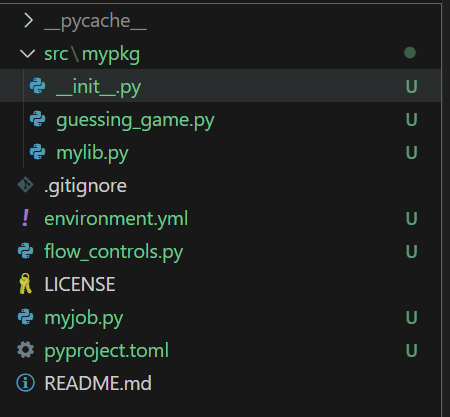 __pycache__
src\mypkg
__init__.py U
guessing_game.py U
mylib.py U
.gitignore
! environment.yml U
flow_controls.py U
LICENSE
myjob.py U
pyproject.toml U
README.md